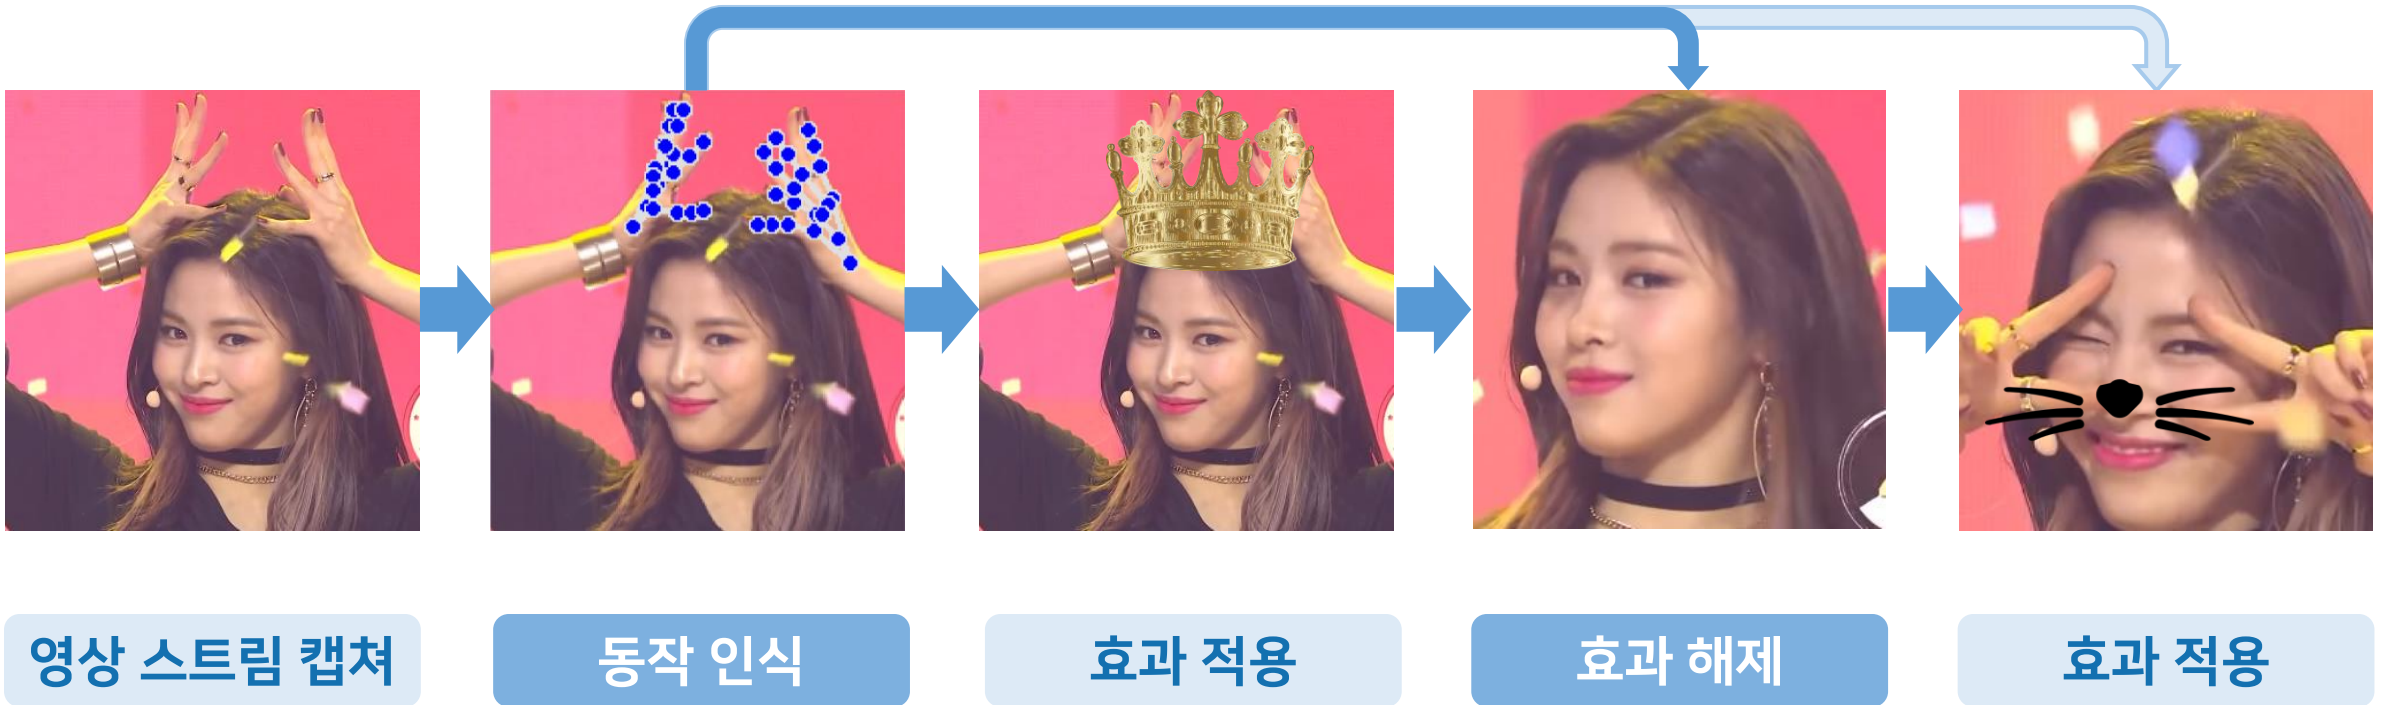 영상 스트림 캡쳐
동작 인식
효과 적용
효과 해제
효과 적용